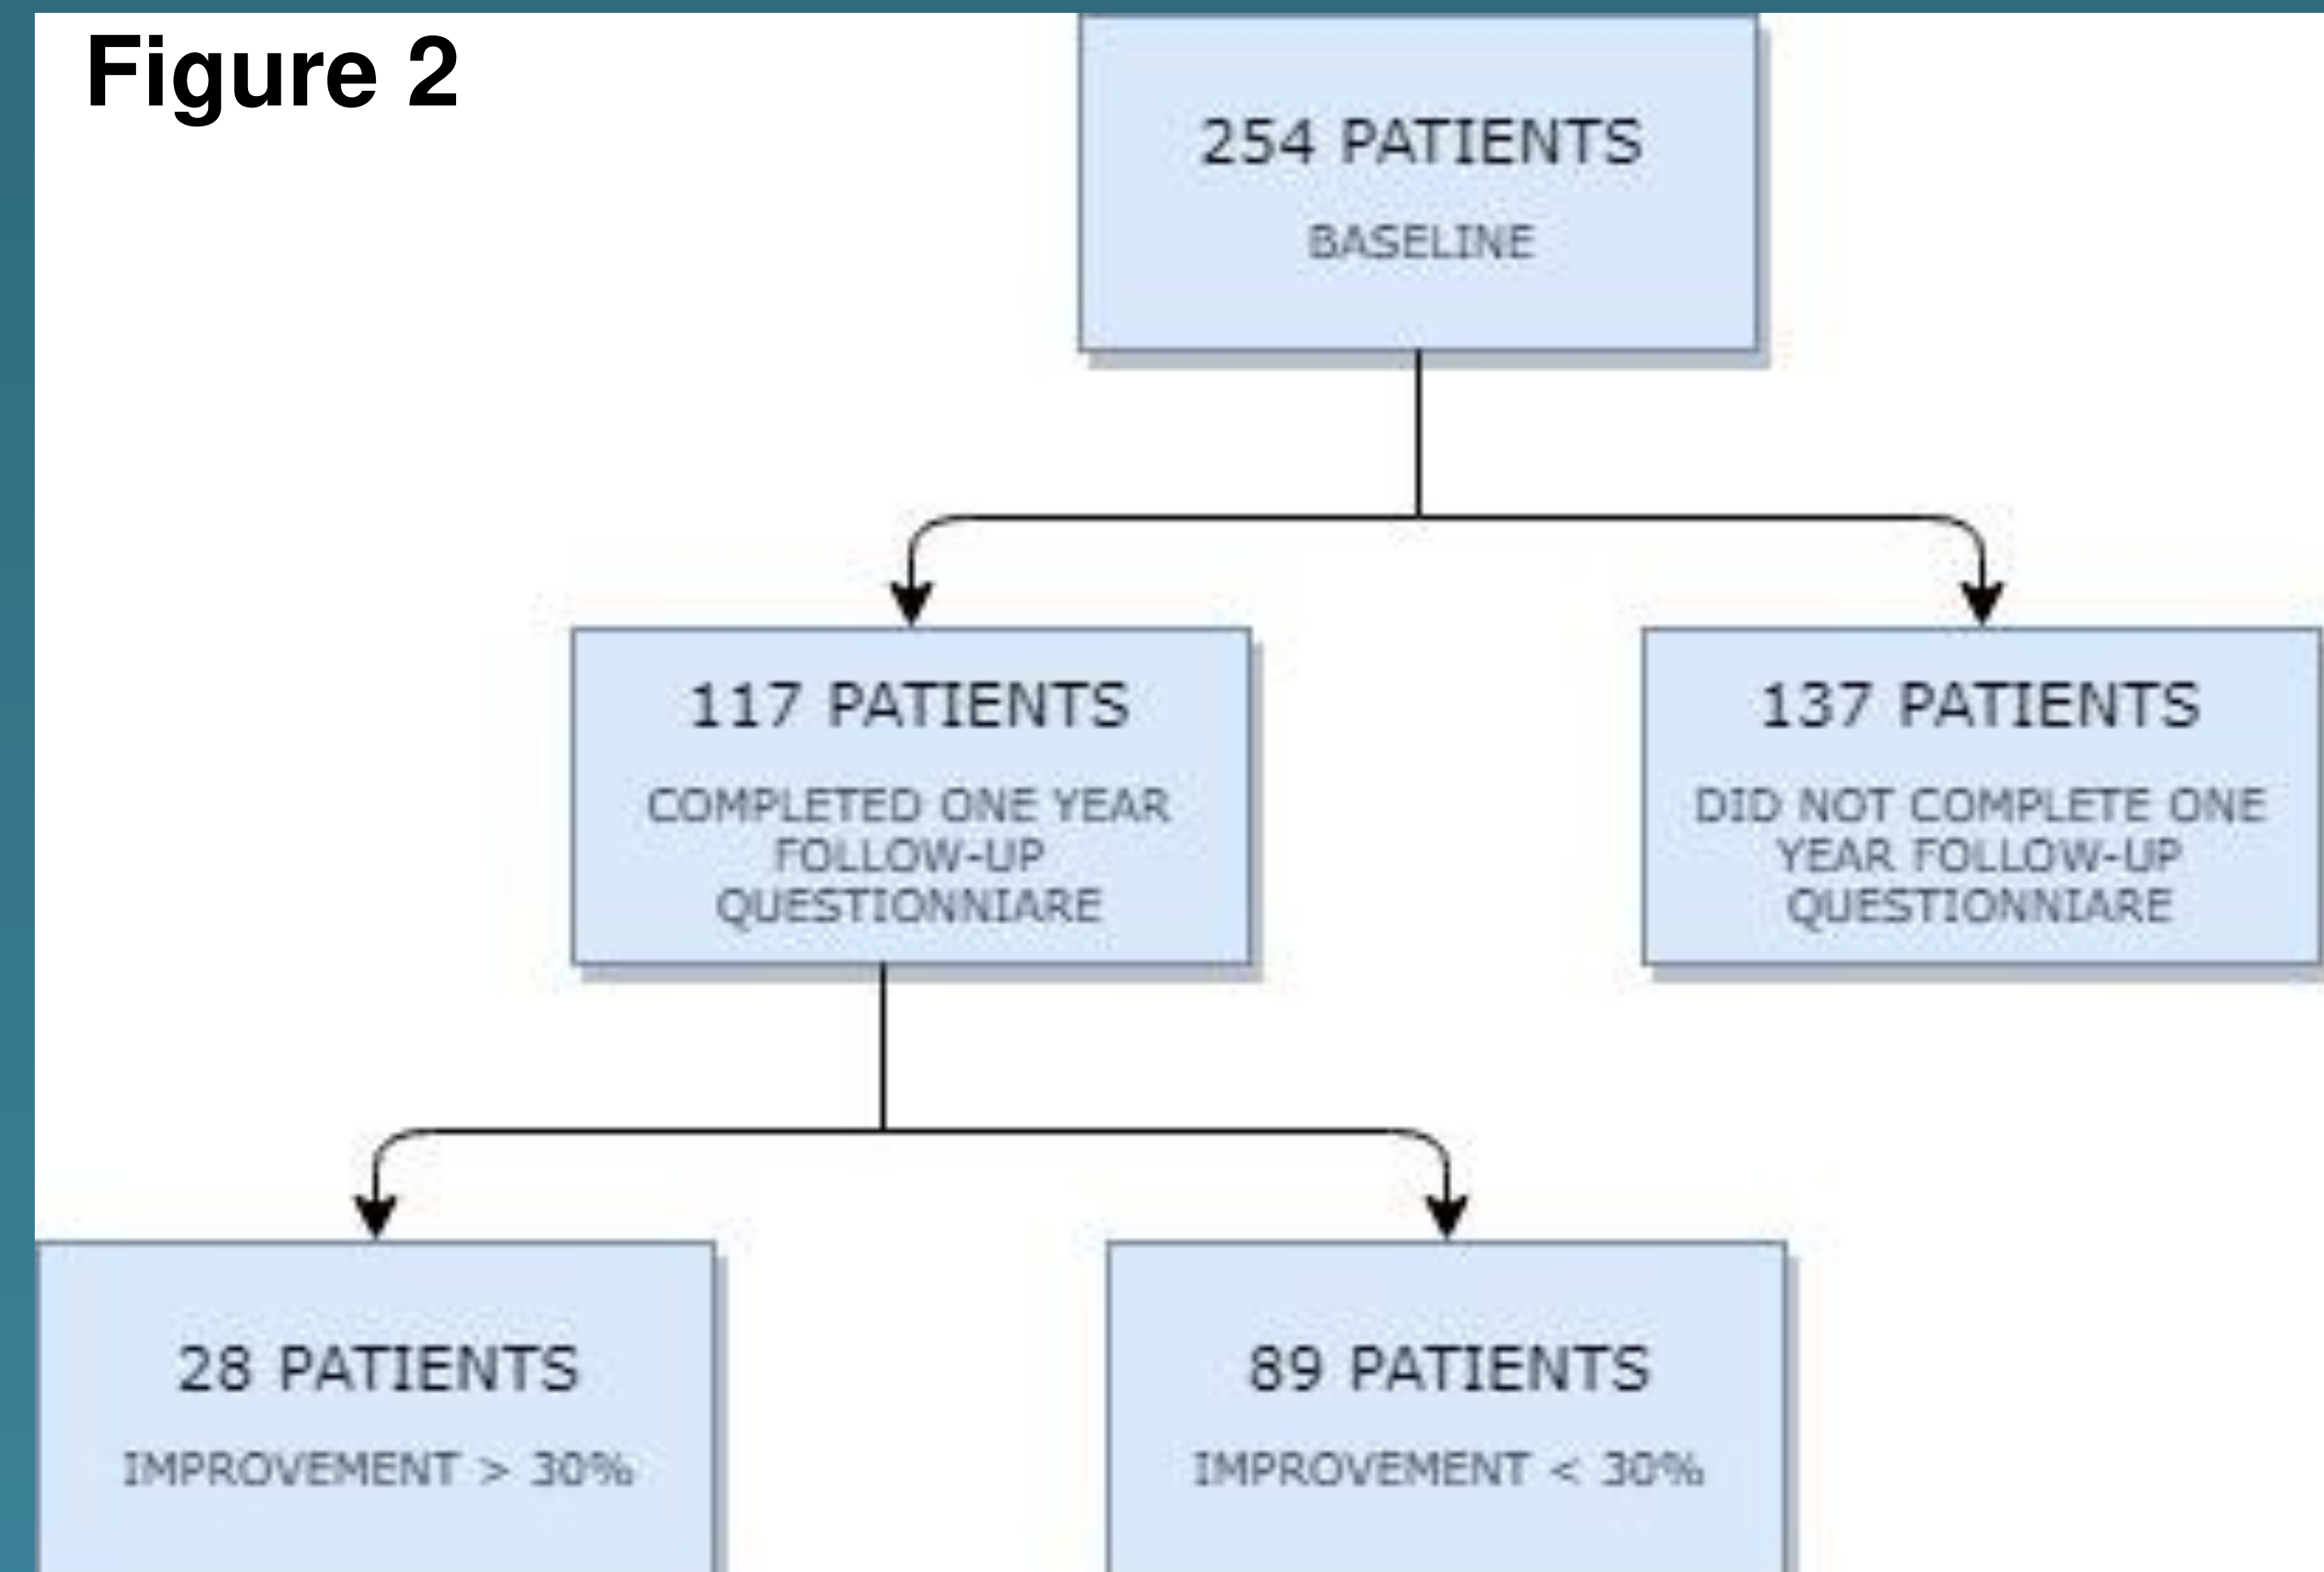 Figure 2
254 PATIENTS
BASELINE
117 PATIENTS
COMPLETED ONE YEAR
FOLLOW-UP
QUESTIONNIARE
137 PATIENTS
DID NOT COMPLETE ONE
YEAR FOLLOW-UP
QUESTIONNIARE
28 PATIENTS
IMPROVEMENT > 30%
89 PATIENTS
IMPROVEMENT < 30%